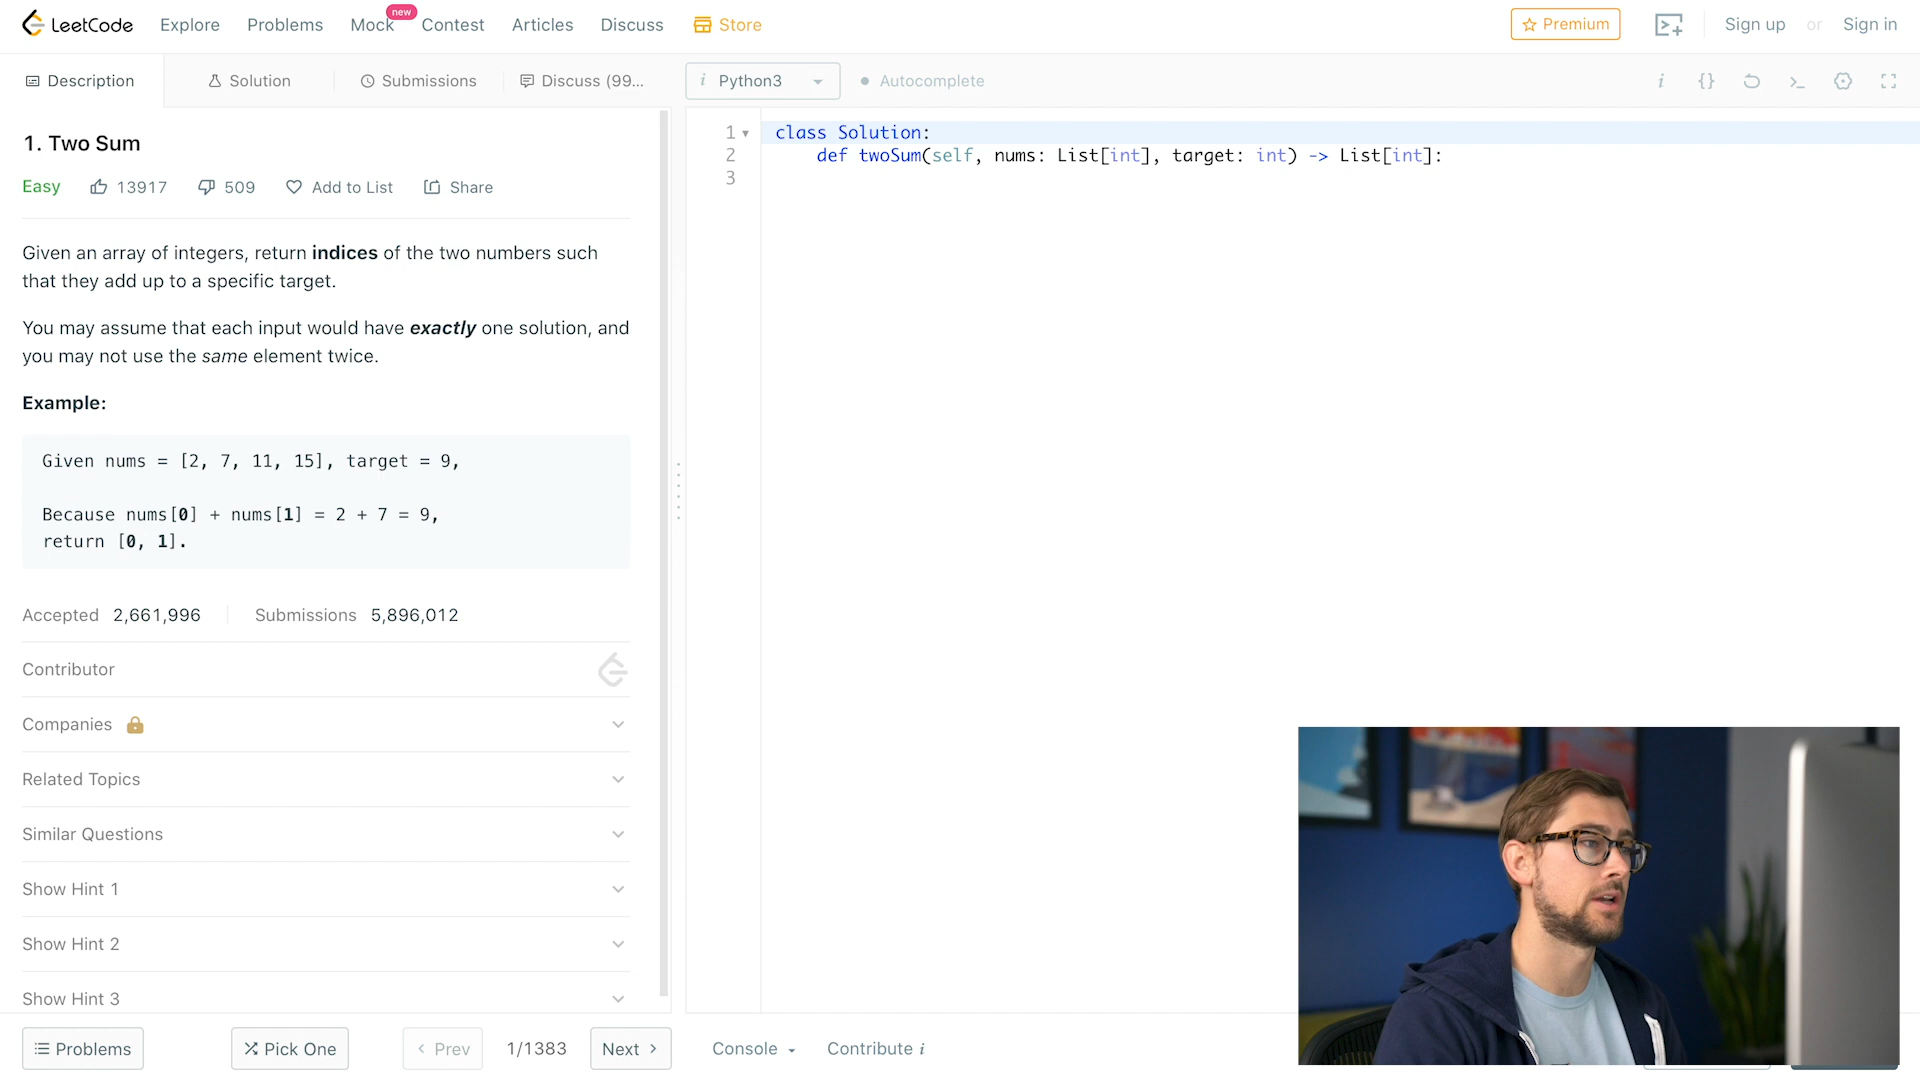 LeetCode Explore Problems Mock new Contest Articles Discuss Store Premium Sign up or Sign in
Description Solution Submissions Discuss (99... i Python3 Autocomplete i {} >_
1. Two Sum
Easy 13917 509 Add to List Share
Given an array of integers, return indices of the two numbers such
that they add up to a specific target.
You may assume that each input would have exactly one solution, and
you may not use the same element twice.
Example:
Given nums = [2, 7, 11, 15], target = 9,
Because nums[0] + nums[1] = 2 + 7 = 9,
return [0, 1].
Accepted 2,661,996 Submissions 5,896,012
Contributor
Companies
Related Topics
Similar Questions
Show Hint 1
Show Hint 2
Show Hint 3
Problems Pick One < Prev 1/1383 Next >
1 class Solution:
2 def twoSum(self, nums: List[int], target: int) -> List[int]:
3
Console Contribute i